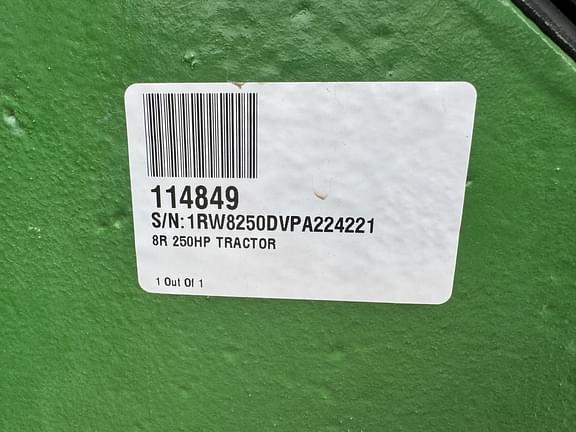 114849
S/N:1RW8250DVPA224221
8R 250HP TRACTOR
1 Out Of 1